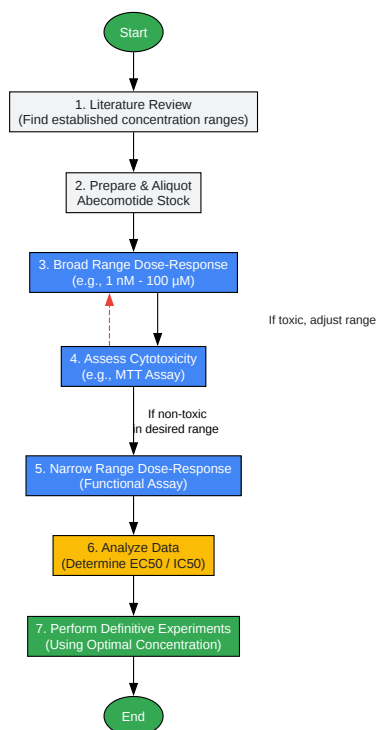 Start
1. Literature Review
(Find established concentration ranges)
2. Prepare & Aliquot
Abecomotide Stock
3. Broad Range Dose-Response
(e.g., 1 nM - 100 µM)
If toxic, adjust range
4. Assess Cytotoxicity
(e.g., MTT Assay)
If non-toxic
in desired range
5. Narrow Range Dose-Response
(Functional Assay)
6. Analyze Data
(Determine EC50 / IC50)
7. Perform Definitive Experiments
(Using Optimal Concentration)
End